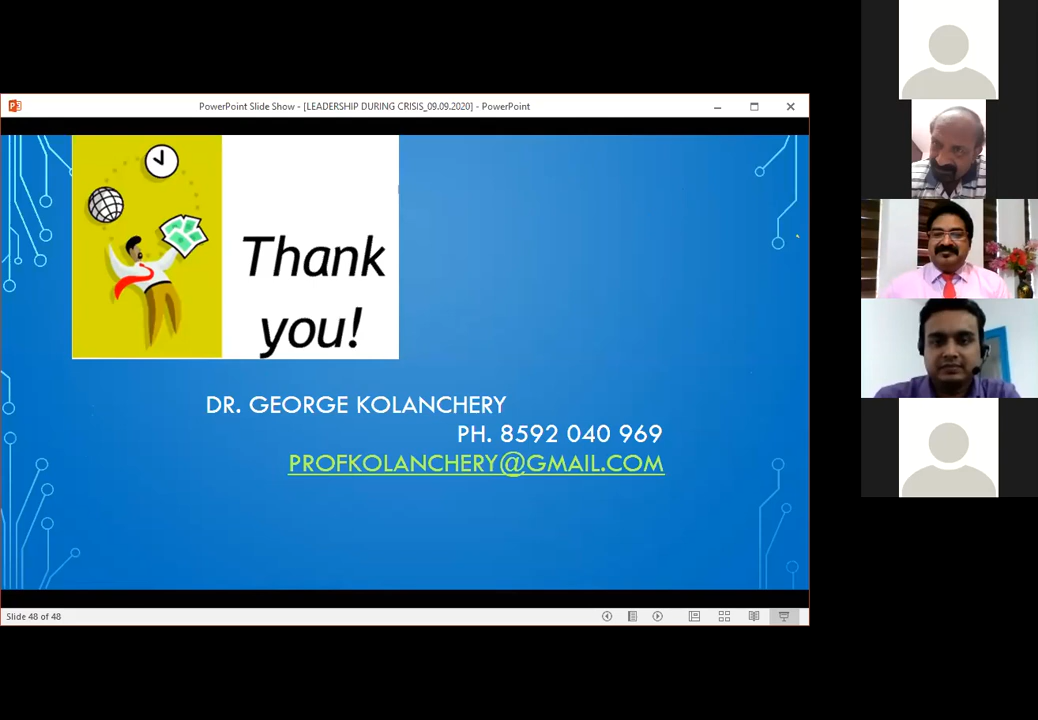 PowerPoint Slide Show - [LEADERSHIP DURING CRISIS_09.09.2020] - PowerPoint
Thank
you!
DR. GEORGE KOLANCHERY
PH. 8592 040 969
PROFKOLANCHERY@GMAIL.COM
Slide 48 of 48